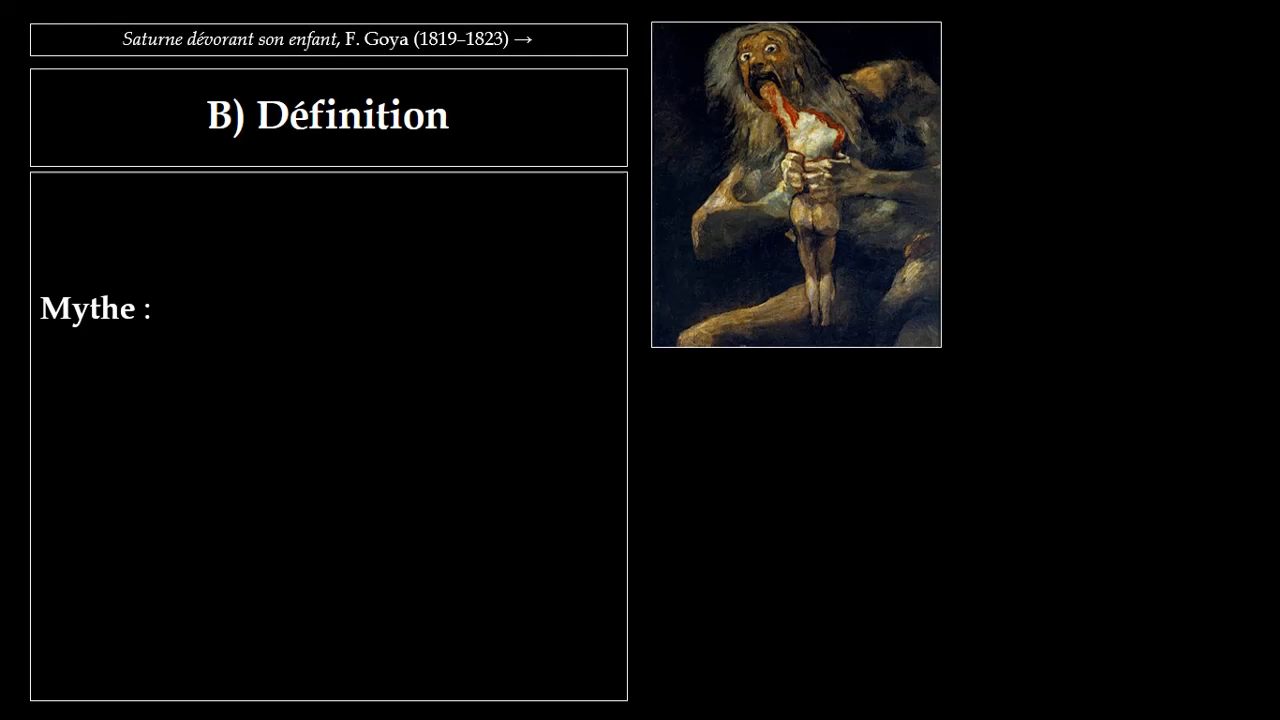 Saturne dévorant son enfant, F. Goya (1819–1823) →
B) Définition
Mythe :